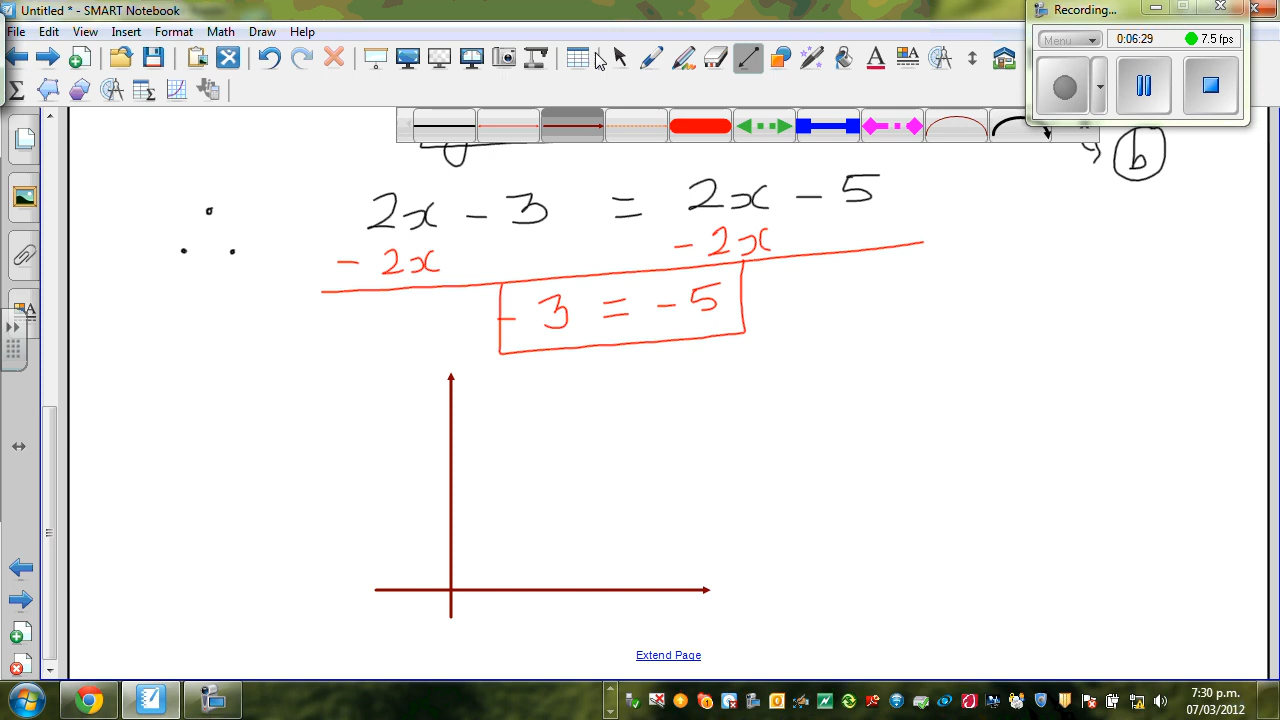 Untitled * - SMART Notebook
Recording...
File Edit View Insert Format Math Draw Help
Menu 0:06:29 7.5 fps
b
∴ 2x - 3 = 2x - 5
- 2x - 2x
- 3 = - 5
Extend Page
7:30 p.m.
07/03/2012